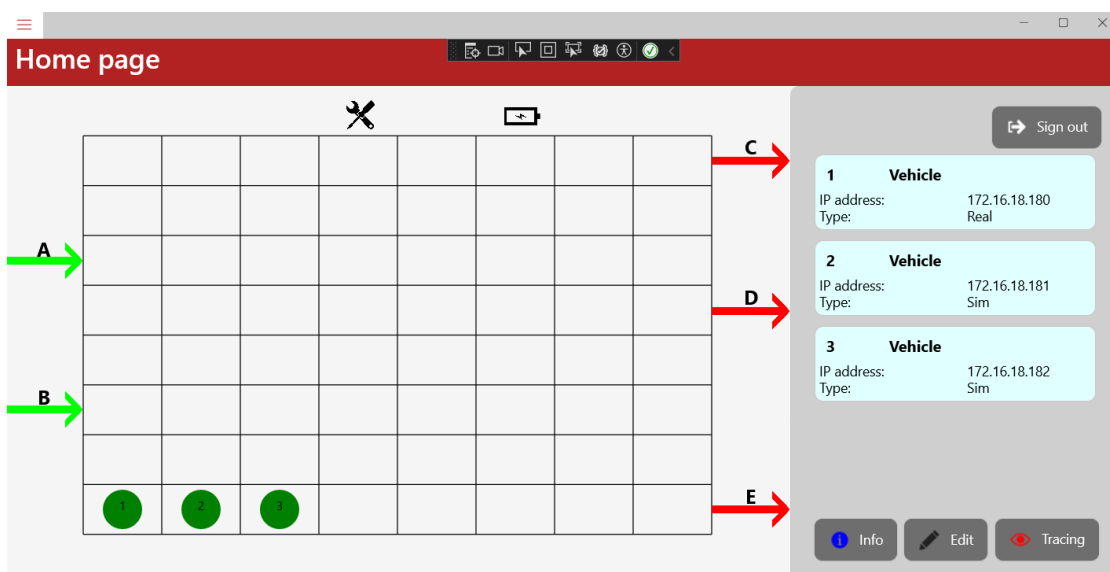 Home page
A
B
C
D
E
1
2
3
Sign out
1 Vehicle
IP address: 172.16.18.180
Type: Real
2 Vehicle
IP address: 172.16.18.181
Type: Sim
3 Vehicle
IP address: 172.16.18.182
Type: Sim
Info
Edit
Tracing